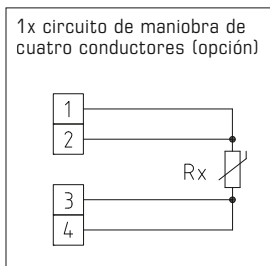 1x circuito de maniobra de
cuatro conductores (opción)
1
2
Rx
3
4